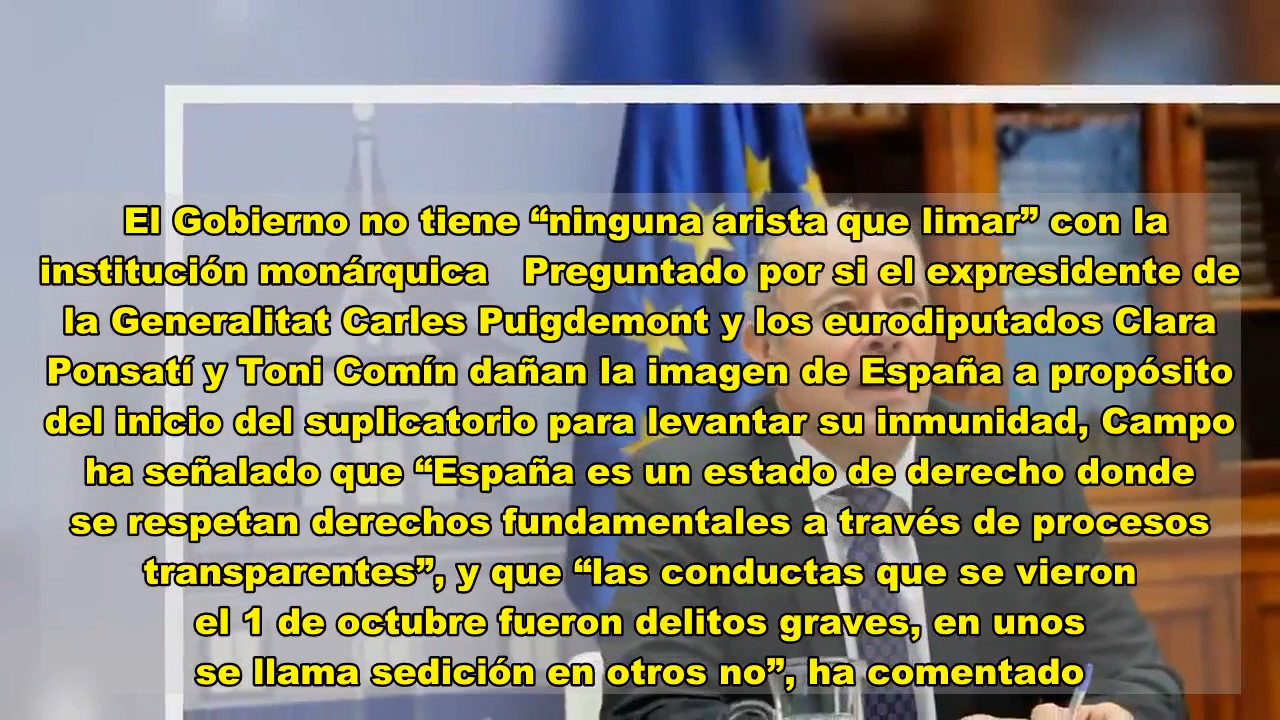 El Gobierno no tiene “ninguna arista que limar” con la
institución monárquica   Preguntado por si el expresidente de
la Generalitat Carles Puigdemont y los eurodiputados Clara
Ponsatí y Toni Comín dañan la imagen de España a propósito
del inicio del suplicatorio para levantar su inmunidad, Campo
ha señalado que “España es un estado de derecho donde
se respetan derechos fundamentales a través de procesos
transparentes”, y que “las conductas que se vieron
el 1 de octubre fueron delitos graves, en unos
se llama sedición en otros no”, ha comentado